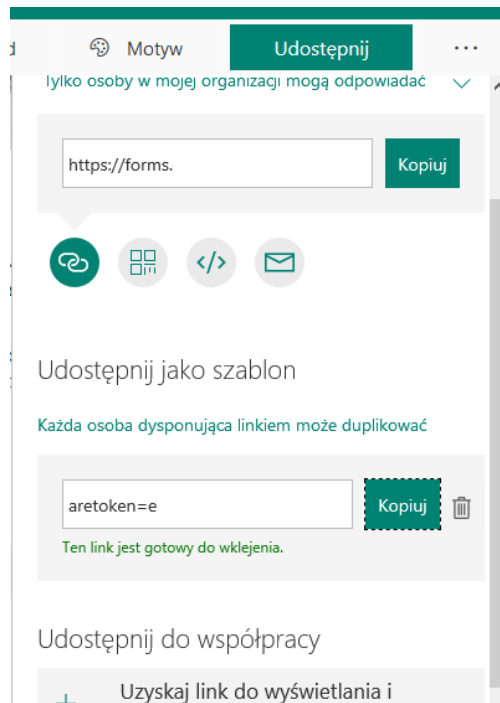 Motyw
Udostępnij
...
Tylko osoby w mojej organizacji mogą odpowiadać
https://forms.
Kopiuj
</>
Udostępnij jako szablon
Każda osoba dysponująca linkiem może duplikować
aretoken=e
Kopiuj
Ten link jest gotowy do wklejenia.
Udostępnij do współpracy
+ Uzyskaj link do wyświetlania i